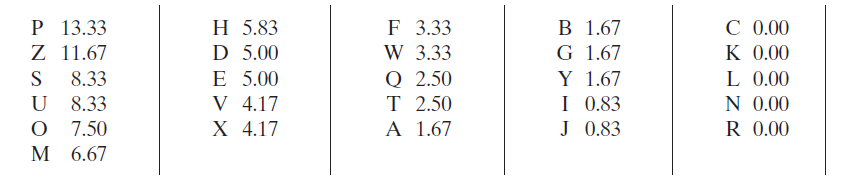 P 13.33 H 5.83 F 3.33 B 1.67 C 0.00
Z 11.67 D 5.00 W 3.33 G 1.67 K 0.00
S 8.33 E 5.00 Q 2.50 Y 1.67 L 0.00
U 8.33 V 4.17 T 2.50 I 0.83 N 0.00
O 7.50 X 4.17 A 1.67 J 0.83 R 0.00
M 6.67